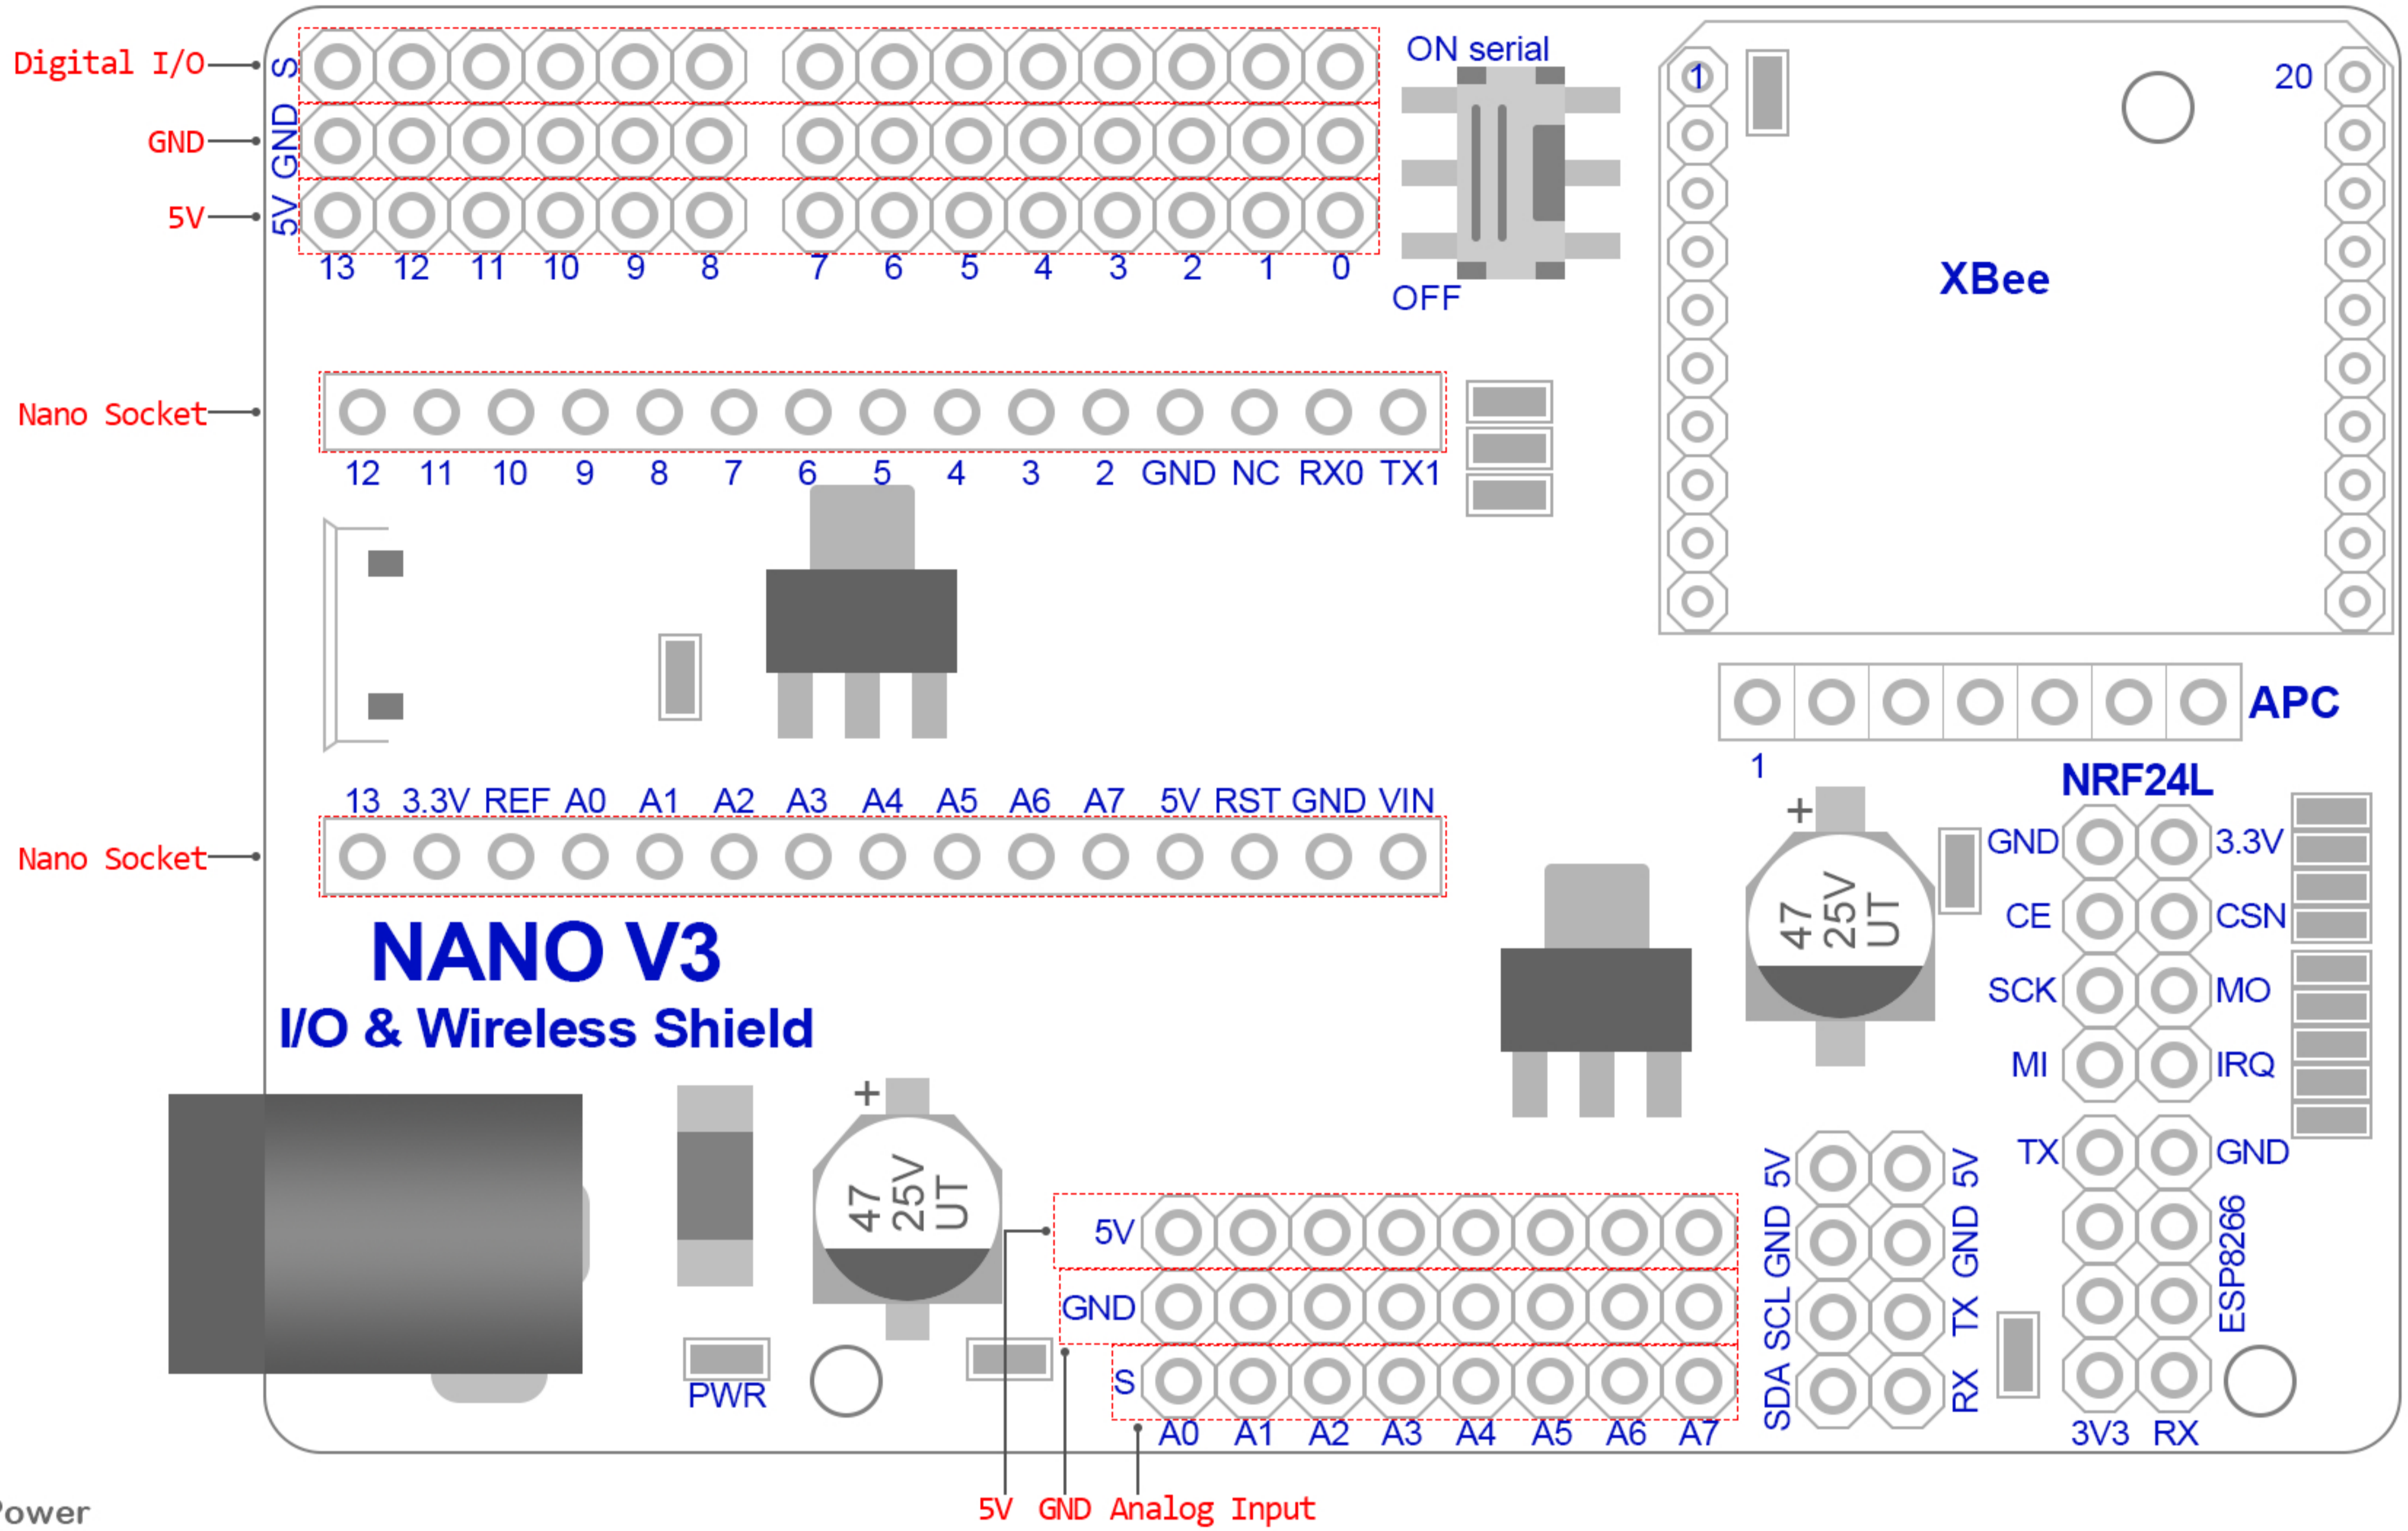 Digital I/O
GND
5V
S
GND
5V
13 12 11 10 9 8 7 6 5 4 3 2 1 0
ON serial
OFF
1
20
XBee
Nano Socket
12 11 10 9 8 7 6 5 4 3 2 GND NC RX0 TX1
APC
1
13 3.3V REF A0 A1 A2 A3 A4 A5 A6 A7 5V RST GND VIN
Nano Socket
NANO V3
I/O & Wireless Shield
+
47
25V
UT
NRF24L
GND 3.3V
CE CSN
SCK MO
MI IRQ
TX GND
ESP8266
3V3 RX
+
47
25V
UT
PWR
5V
GND
S
A0 A1 A2 A3 A4 A5 A6 A7
5V 5V
GND GND
SCL TX
SDA RX
5V GND Analog Input
ower